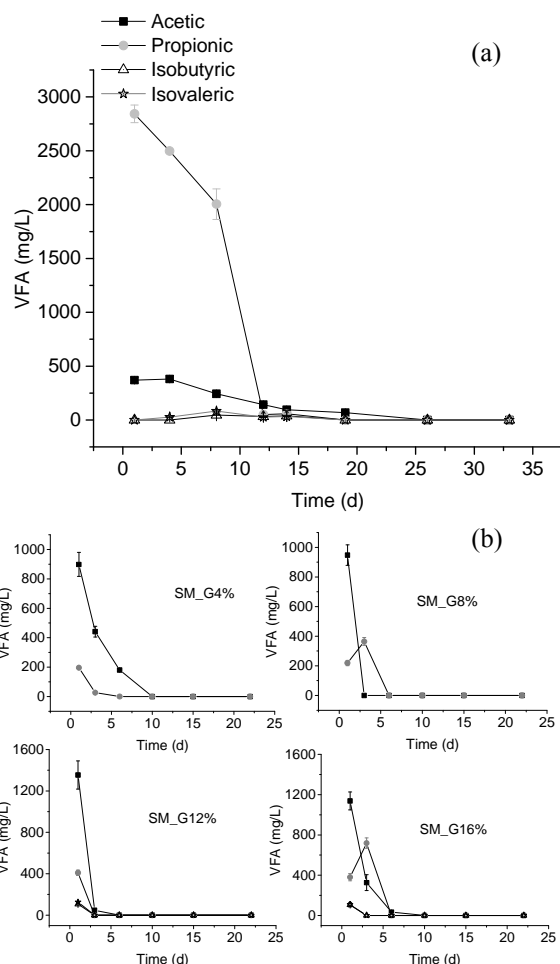 Acetic
Propionic
Isobutyric
Isovaleric
(a)
3000
2500
2000
1500
1000
500
0
VFA (mg/L)
0 5 10 15 20 25 30 35
Time (d)
(b)
1000
800
600
400
200
0
VFA (mg/L)
SM_G4%
0 5 10 15 20 25
Time (d)
1000
800
600
400
200
0
VFA (mg/L)
SM_G8%
0 5 10 15 20 25
Time (d)
1600
1200
800
400
0
VFA (mg/L)
SM_G12%
0 5 10 15 20 25
Time (d)
1600
1200
800
400
0
VFA (mg/L)
SM_G16%
0 5 10 15 20 25
Time (d)